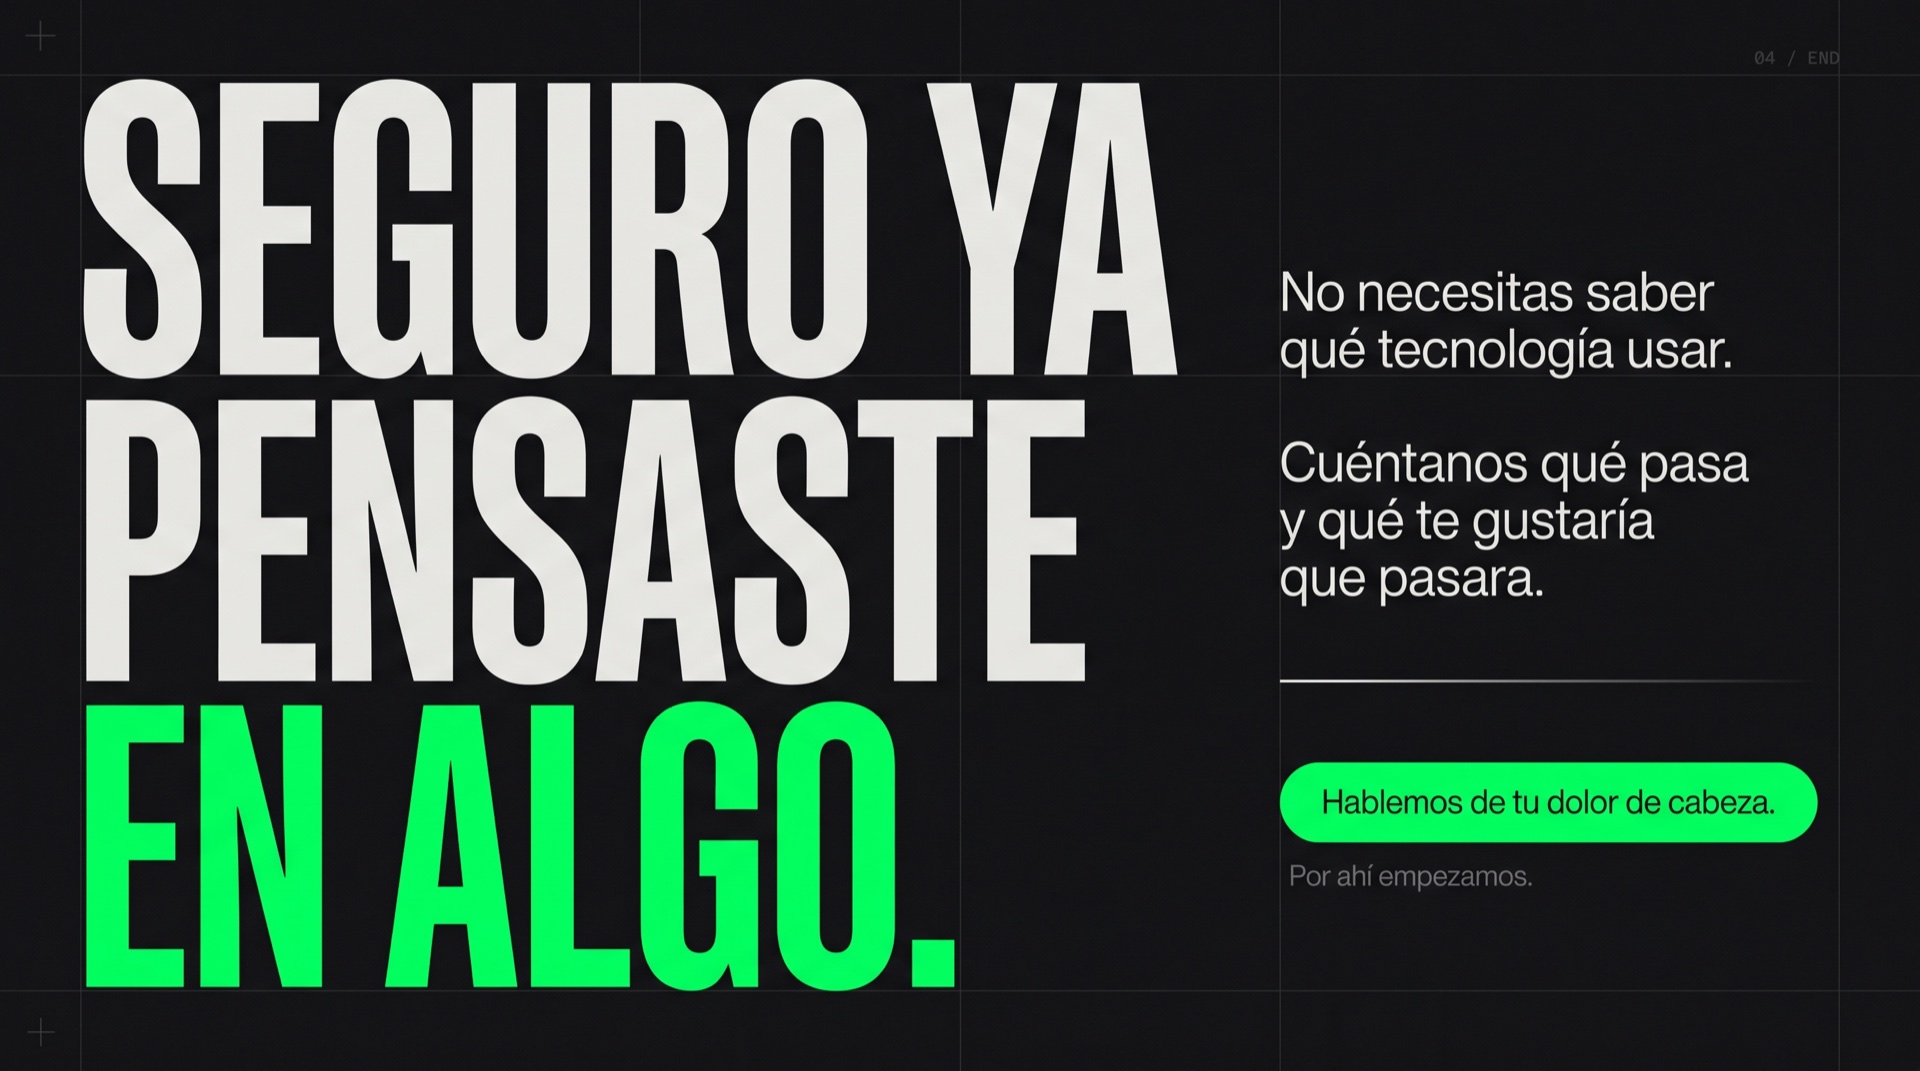 04 / END
SEGURO YA
PENSASTE
EN ALGO.
No necesitas saber
qué tecnología usar.
Cuéntanos qué pasa
y qué te gustaría
que pasara.
Hablemos de tu dolor de cabeza.
Por ahí empezamos.